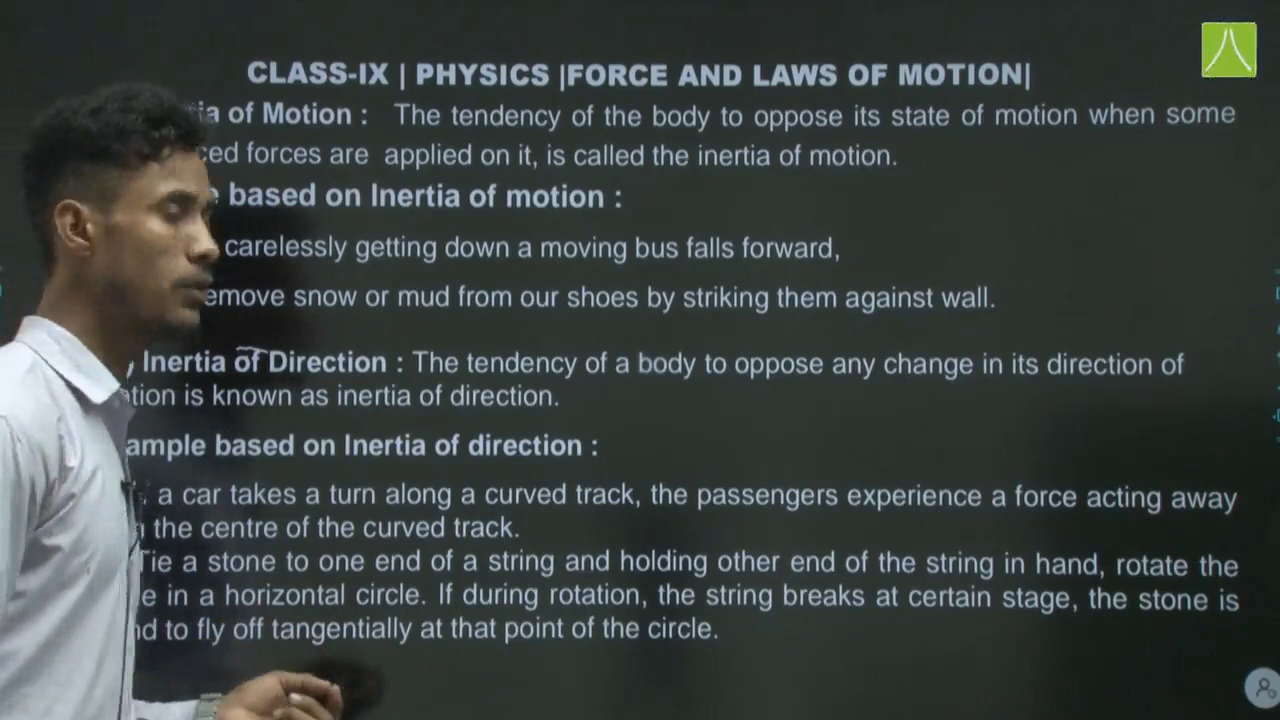 CLASS-IX | PHYSICS |FORCE AND LAWS OF MOTION|
of Motion : The tendency of the body to oppose its state of motion when some
forces are applied on it, is called the inertia of motion.
based on Inertia of motion :
carelessly getting down a moving bus falls forward,
snow or mud from our shoes by striking them against wall.
Inertia of Direction : The tendency of a body to oppose any change in its direction of
is known as inertia of direction.
based on Inertia of direction :
a car takes a turn along a curved track, the passengers experience a force acting away
the centre of the curved track.
Tie a stone to one end of a string and holding other end of the string in hand, rotate the
in a horizontal circle. If during rotation, the string breaks at certain stage, the stone is
to fly off tangentially at that point of the circle.